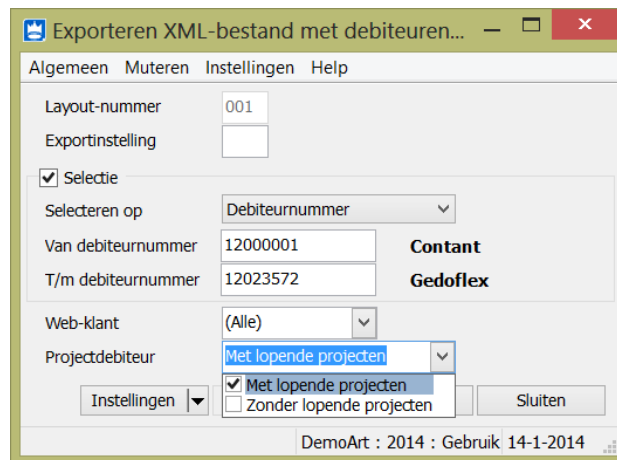 Exporteren XML-bestand met debiteuren...
Algemeen Muteren Instellingen Help
Layout-nummer 001
Exportinstelling
Selectie
Selecteren op Debiteurnummer
Van debiteurnummer 12000001 Contant
T/m debiteurnummer 12023572 Gedoflex
Web-klant (Alle)
Projectdebiteur Met lopende projecten
Met lopende projecten
Zonder lopende projecten
Instellingen Sluiten
DemoArt : 2014 : Gebruik 14-1-2014